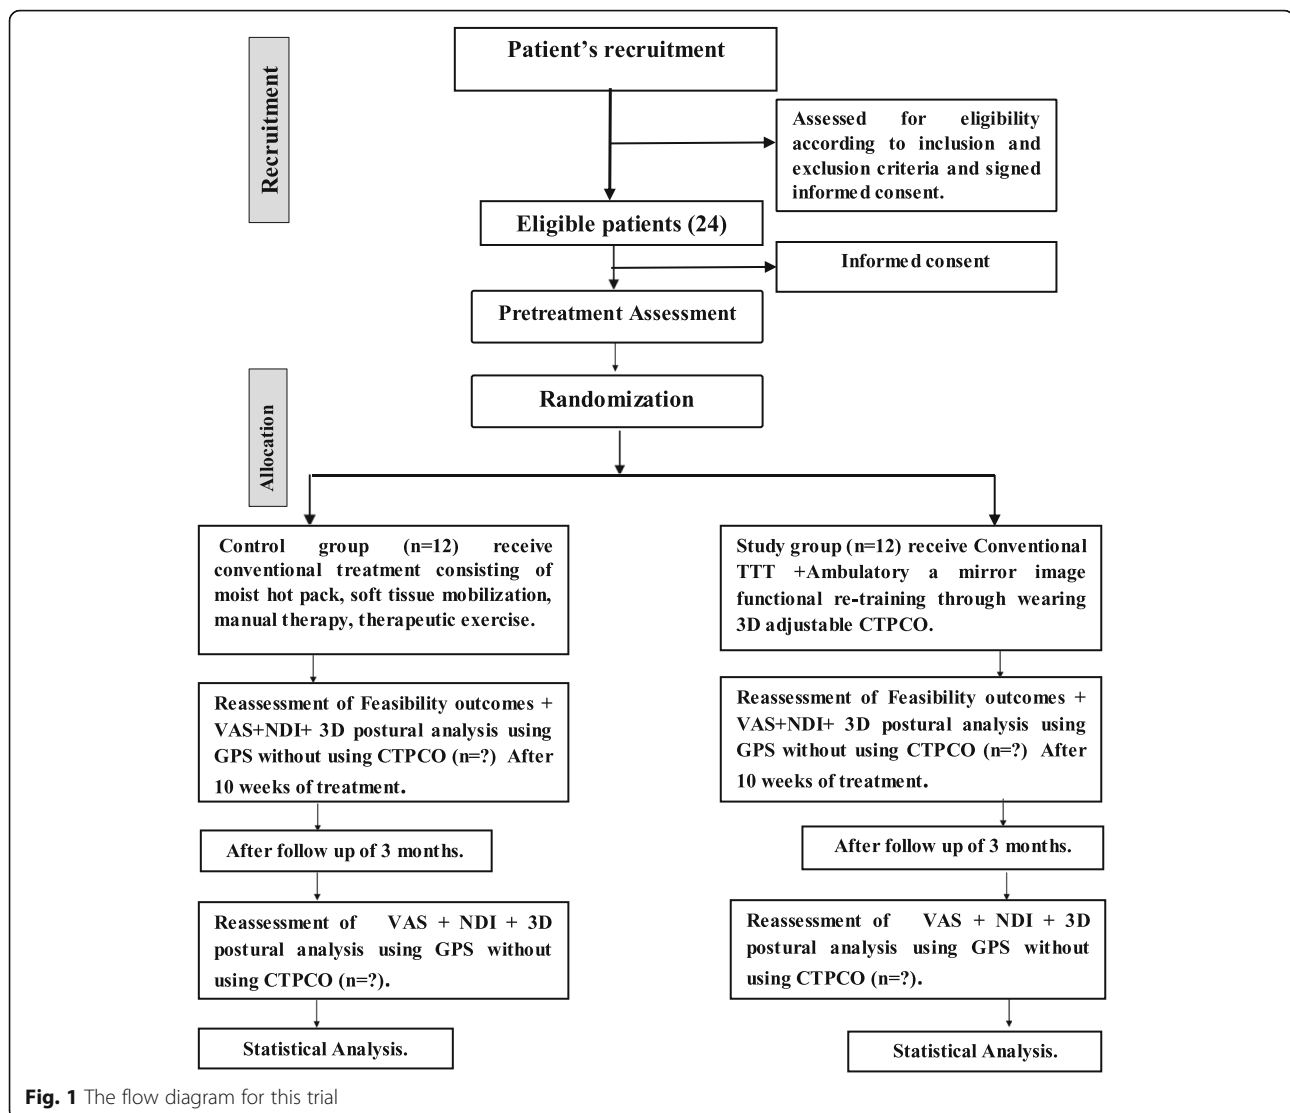 Recruitment
Patient's recruitment
Assessed for eligibility
according to inclusion and
exclusion criteria and signed
informed consent.
Eligible patients (24)
Informed consent
Pretreatment Assessment
Allocation
Randomization
Control group (n=12) receive
conventional treatment consisting of
moist hot pack, soft tissue mobilization,
manual therapy, therapeutic exercise.
Study group (n=12) receive Conventional
TTT +Ambulatory a mirror image
functional re-training through wearing
3D adjustable CTPCO.
Reassessment of Feasibility outcomes +
VAS+NDI+ 3D postural analysis using
GPS without using CTPCO (n=?) After
10 weeks of treatment.
Reassessment of Feasibility outcomes +
VAS+NDI+ 3D postural analysis using
GPS without using CTPCO (n=?) After
10 weeks of treatment.
After follow up of 3 months.
After follow up of 3 months.
Reassessment of VAS + NDI + 3D
postural analysis using GPS without
using CTPCO (n=?).
Reassessment of VAS + NDI + 3D
postural analysis using GPS without
using CTPCO (n=?).
Statistical Analysis.
Statistical Analysis.
Fig. 1 The flow diagram for this trial